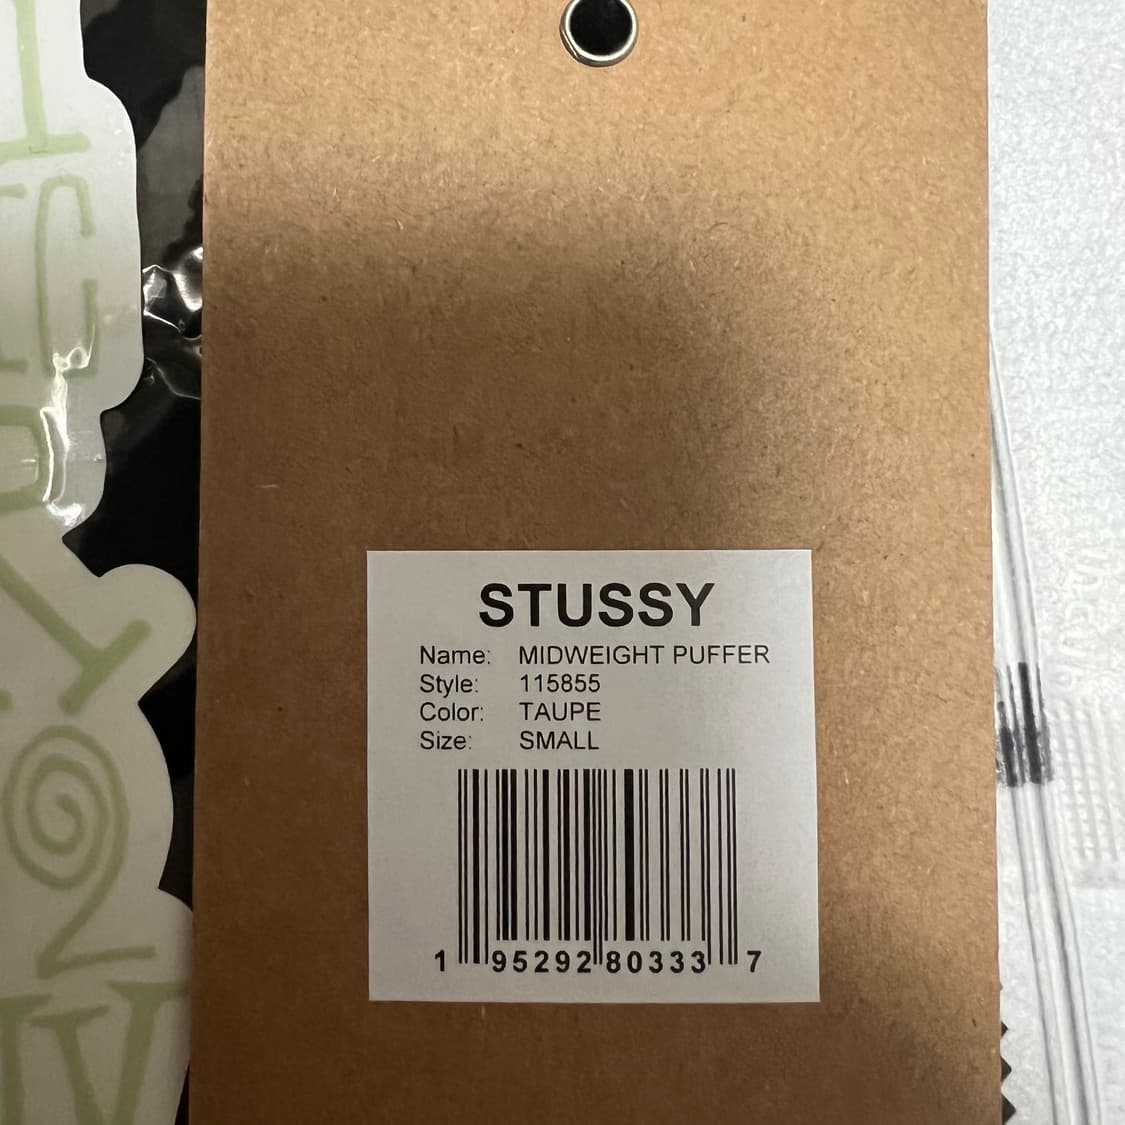 STUSSY
Name: MIDWEIGHT PUFFER
Style: 115855
Color: TAUPE
Size: SMALL
1 95292 80333 7